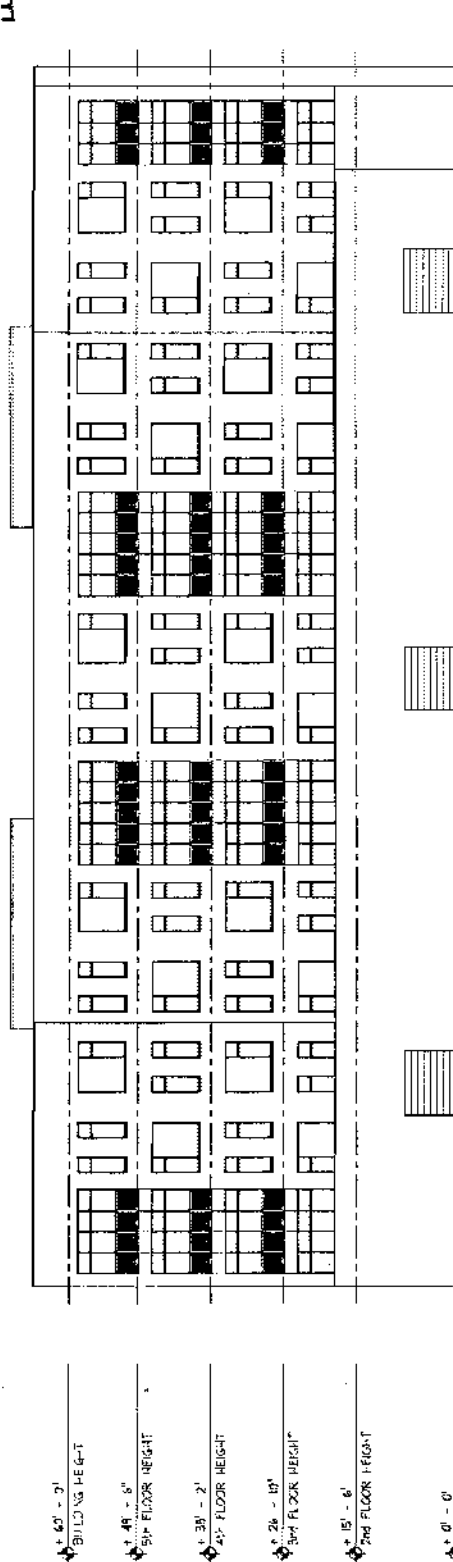 + 60' - 0"
BUILDING HEIGHT
+ 49' - 6"
5th FLOOR HEIGHT
+ 38' - 2"
4th FLOOR HEIGHT
+ 26' - 10"
3rd FLOOR HEIGHT
+ 15' - 6"
2nd FLOOR HEIGHT
+ 0' - 0"